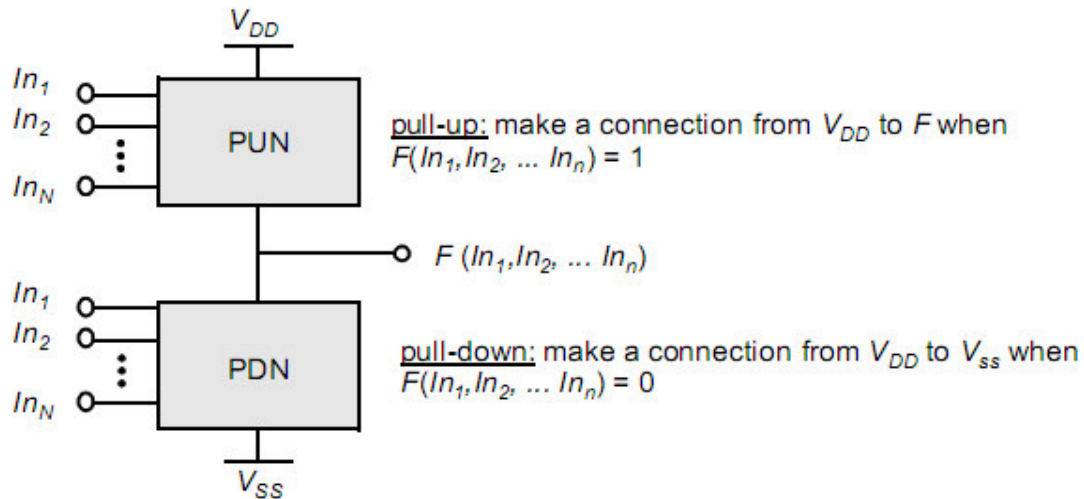 V_DD
In_1
In_2
In_N
PUN
pull-up: make a connection from V_DD to F when
F(In_1,In_2, ... In_n) = 1
F (In_1,In_2, ... In_n)
In_1
In_2
In_N
PDN
pull-down: make a connection from V_DD to V_ss when
F(In_1,In_2, ... In_n) = 0
V_SS